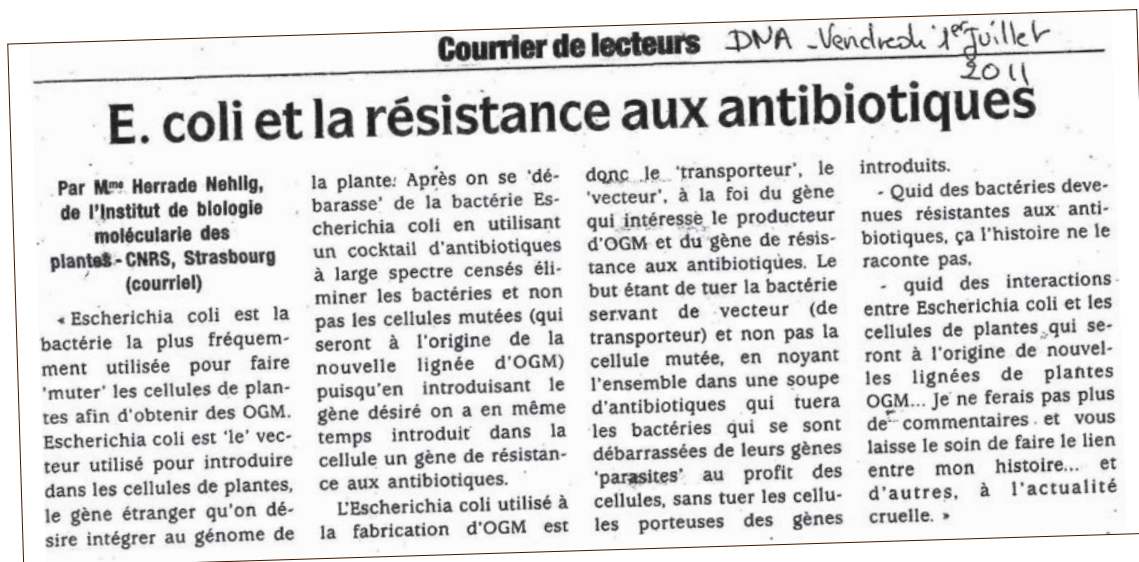 Courrier de lecteurs DNA - Vendredi 1er Juillet
2011
E. coli et la résistance aux antibiotiques
Par Mme Herrade Nehlig,
de l'Institut de biologie
molécularie des
plantes - CNRS, Strasbourg
(courriel)
« Escherichia coli est la
bactérie la plus fréquem-
ment utilisée pour faire
'muter' les cellules de plan-
tes afin d'obtenir des OGM.
Escherichia coli est 'le' vec-
teur utilisé pour introduire
dans les cellules de plantes,
le gène étranger qu'on dé-
sire intégrer au génome de
la plante. Après on se 'dé-
barasse' de la bactérie Es-
cherichia coli en utilisant
un cocktail d'antibiotiques
à large spectre censés éli-
miner les bactéries et non
pas les cellules mutées (qui
seront à l'origine de la
nouvelle lignée d'OGM)
puisqu'en introduisant le
gène désiré on a en même
temps introduit dans la
cellule un gène de résistan-
ce aux antibiotiques.
L'Escherichia coli utilisé à
la fabrication d'OGM est
donc le 'transporteur', le
'vecteur', à la foi du gène
qui intéresse le producteur
d'OGM et du gène de résis-
tance aux antibiotiques. Le
but étant de tuer la bactérie
servant de vecteur (de
transporteur) et non pas la
cellule mutée, en noyant
l'ensemble dans une soupe
d'antibiotiques qui tuera
les bactéries qui se sont
débarrassées de leurs gènes
'parasites' au profit des
cellules, sans tuer les cellu-
les porteuses des gènes
introduits.
- Quid des bactéries deve-
nues résistantes aux anti-
biotiques, ça l'histoire ne le
raconte pas,
- quid des interactions
entre Escherichia coli et les
cellules de plantes qui se-
ront à l'origine de nouvel-
les lignées de plantes
OGM... Je ne ferais pas plus
de commentaires et vous
laisse le soin de faire le lien
entre mon histoire... et
d'autres, à l'actualité
cruelle. »